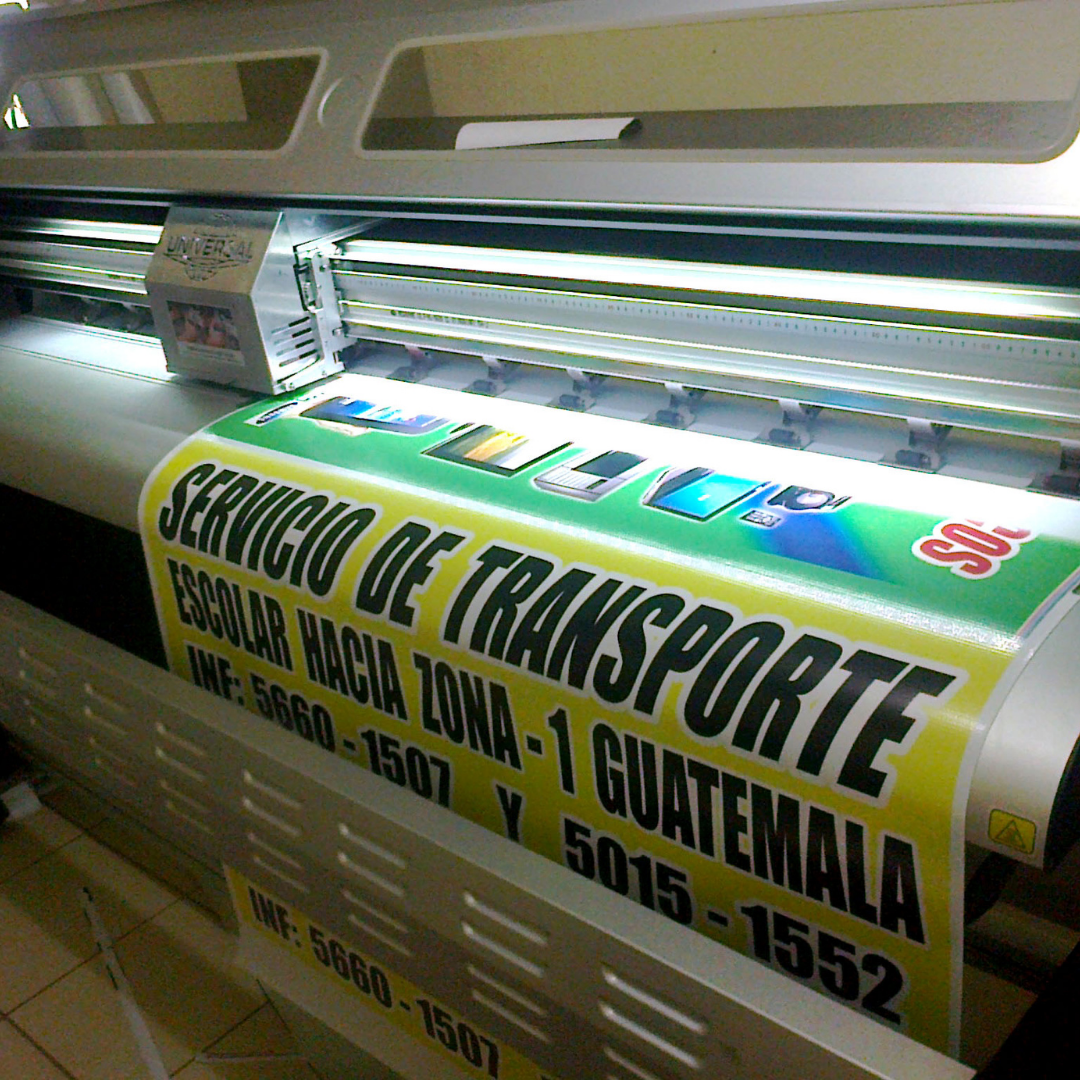 UNIVERSAL
SERVICIO DE TRANSPORTE
ESCOLAR HACIA ZONA - 1 GUATEMALA
INF: 5660 - 1507 Y 5015 - 1552
INF: 5660 - 1507